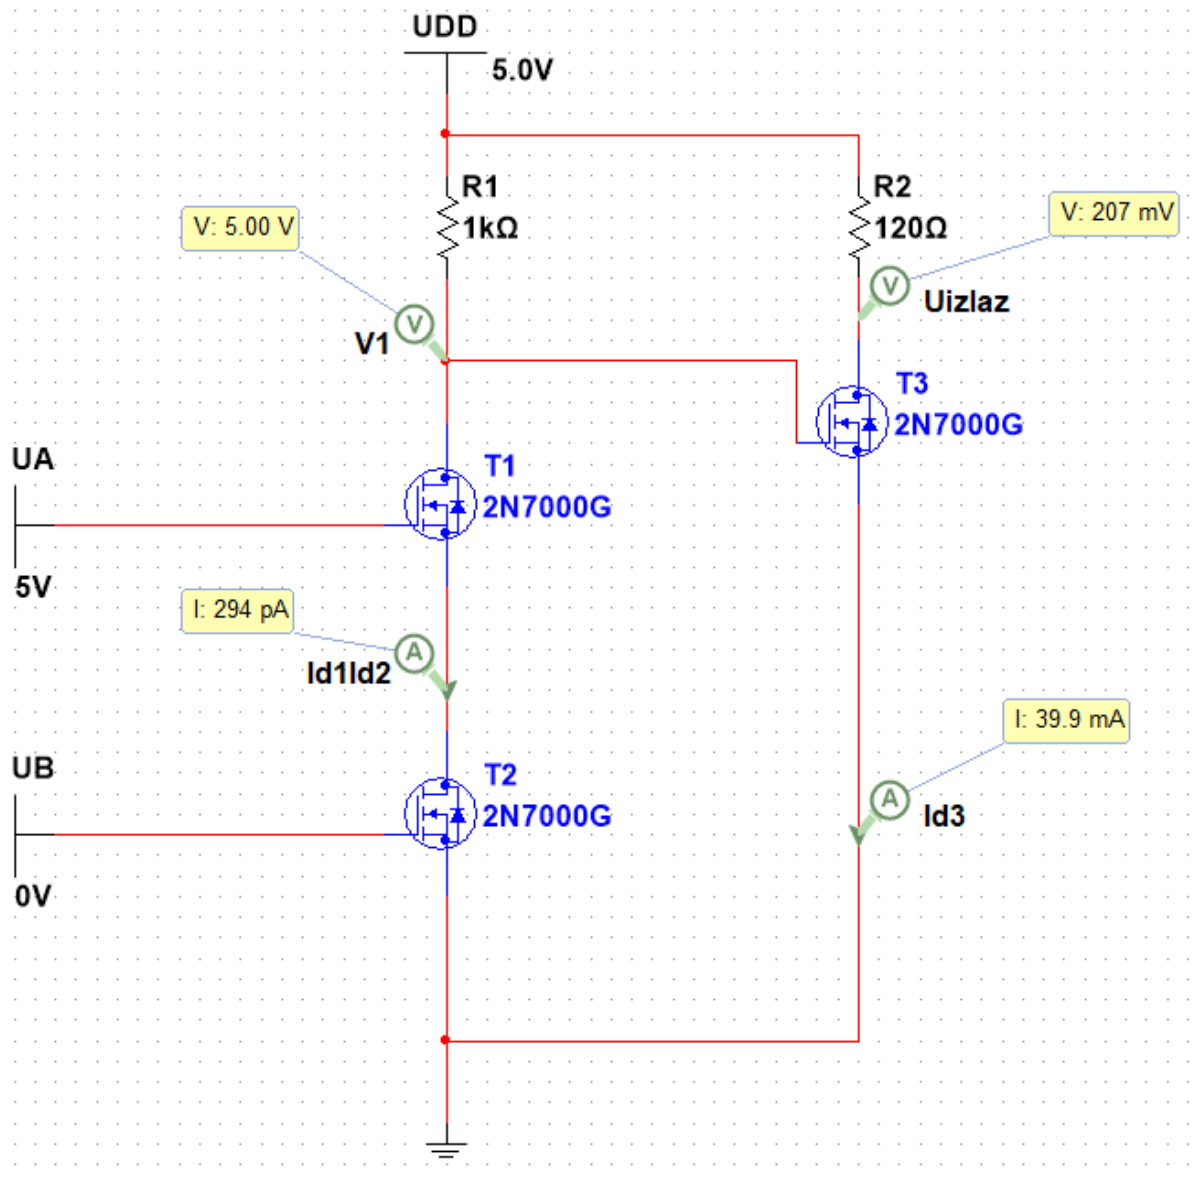 UDD
5.0V
R1
1kΩ
R2
120Ω
V: 5.00 V
V: 207 mV
V
V
Uizlaz
V1
T3
2N7000G
UA
T1
2N7000G
5V
I: 294 pA
A
Id1Id2
I: 39.9 mA
UB
T2
2N7000G
A
Id3
0V